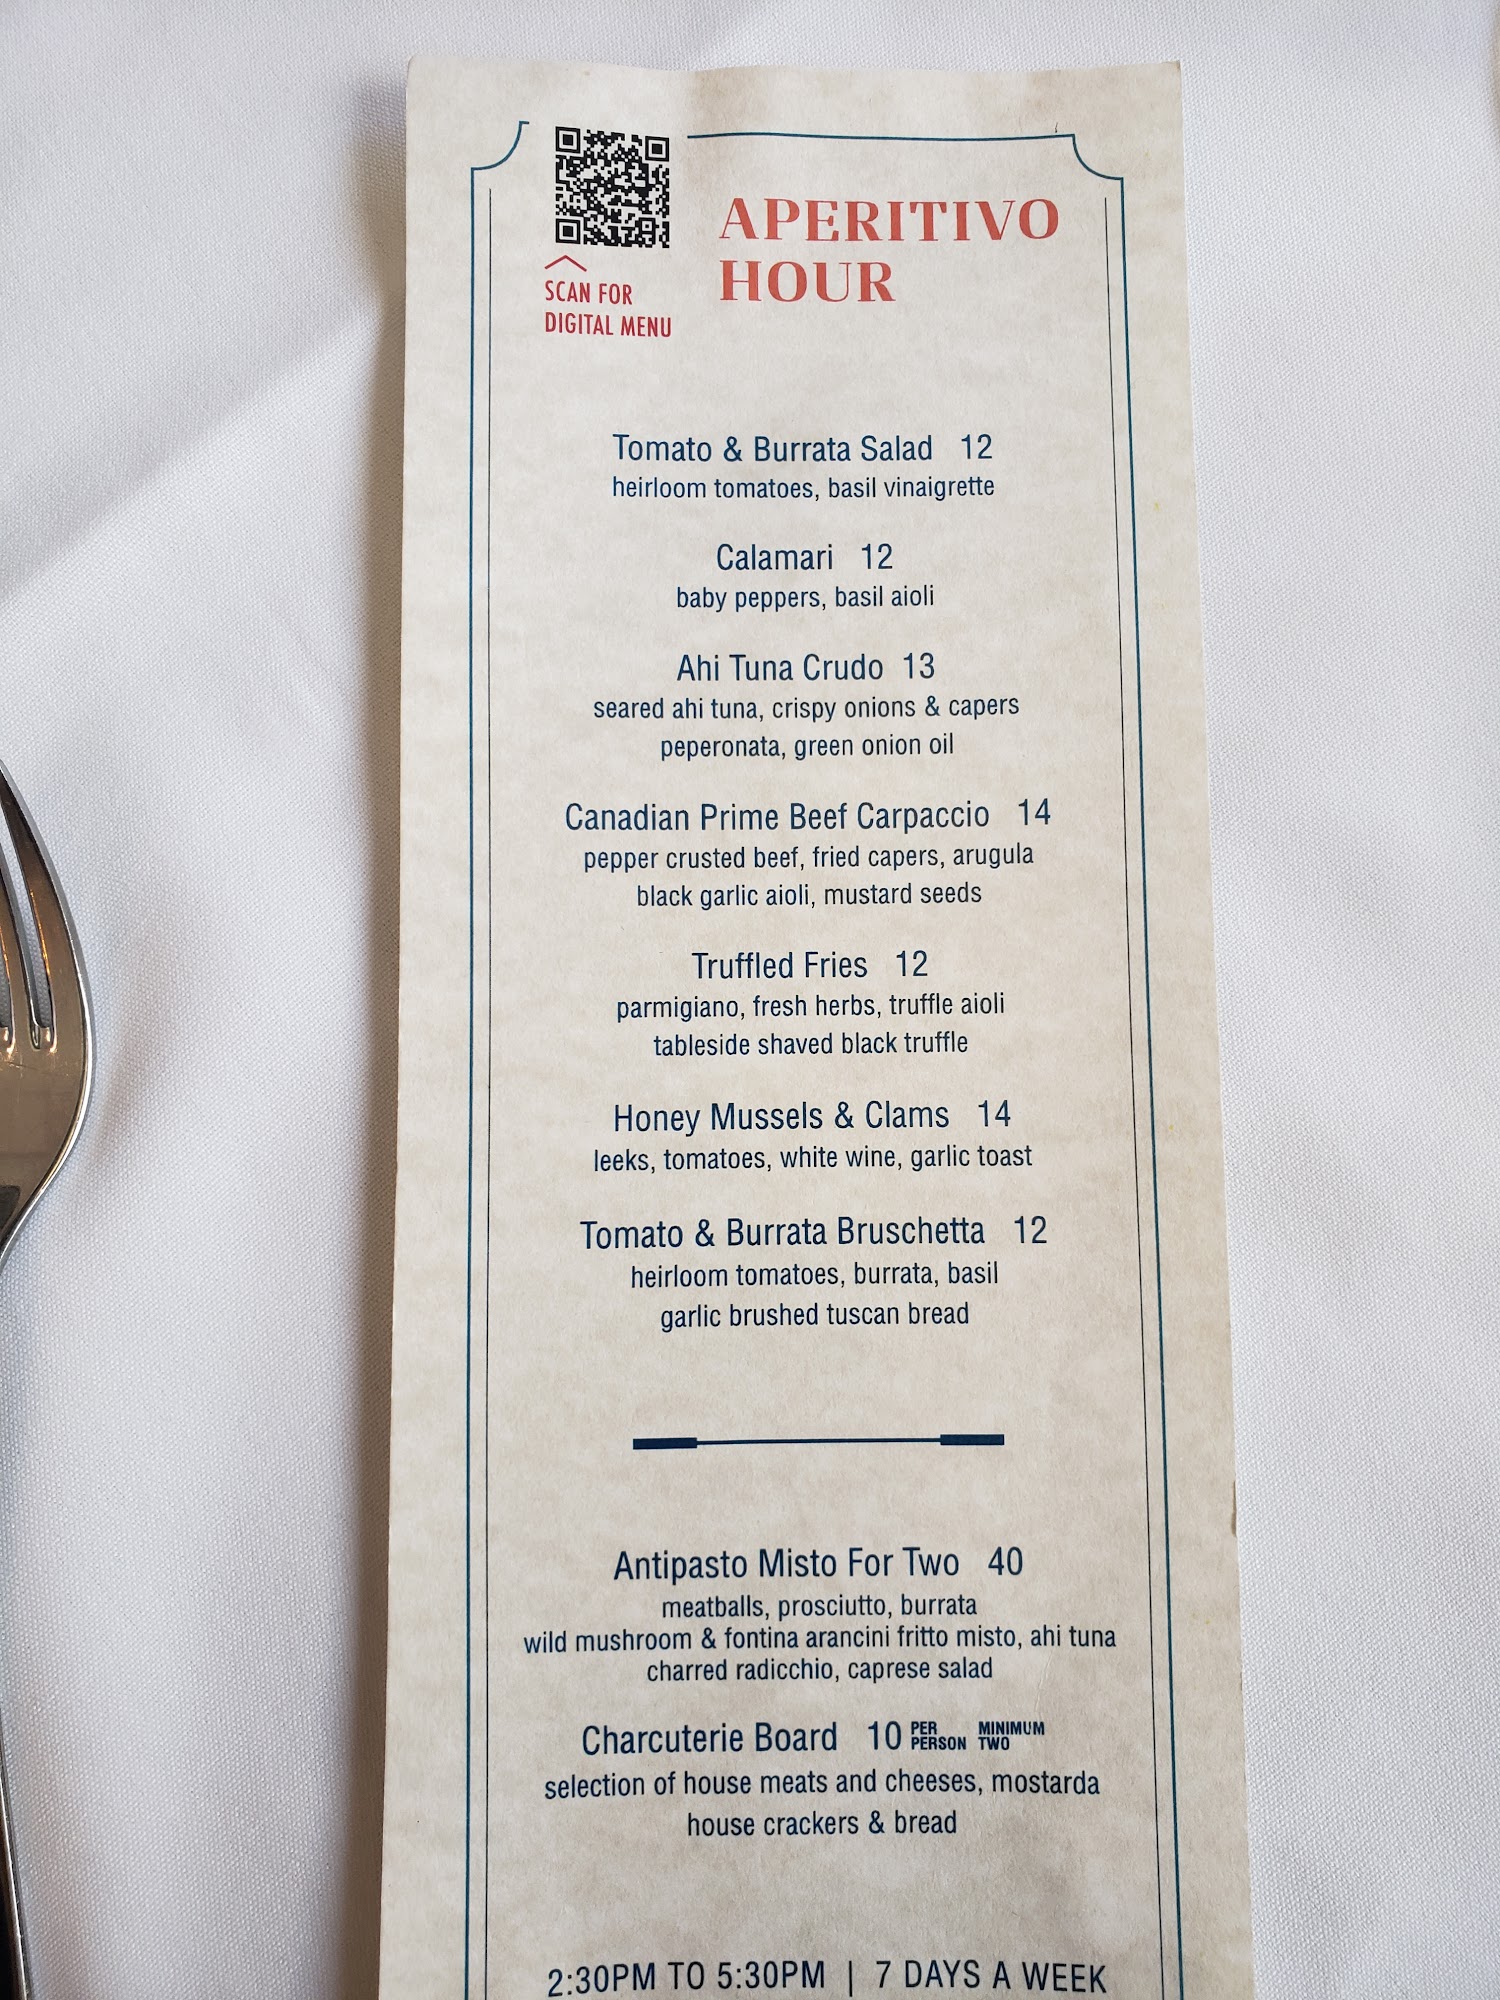 APERITIVO
HOUR
SCAN FOR
DIGITAL MENU
Tomato & Burrata Salad 12
heirloom tomatoes, basil vinaigrette
Calamari 12
baby peppers, basil aioli
Ahi Tuna Crudo 13
seared ahi tuna, crispy onions & capers
peperonata, green onion oil
Canadian Prime Beef Carpaccio 14
pepper crusted beef, fried capers, arugula
black garlic aioli, mustard seeds
Truffled Fries 12
parmigiano, fresh herbs, truffle aioli
tableside shaved black truffle
Honey Mussels & Clams 14
leeks, tomatoes, white wine, garlic toast
Tomato & Burrata Bruschetta 12
heirloom tomatoes, burrata, basil
garlic brushed tuscan bread
Antipasto Misto For Two 40
meatballs, prosciutto, burrata
wild mushroom & fontina arancini fritto misto, ahi tuna
charred radicchio, caprese salad
Charcuterie Board 10 PER PERSON MINIMUM TWO
selection of house meats and cheeses, mostarda
house crackers & bread
2:30PM TO 5:30PM | 7 DAYS A WEEK